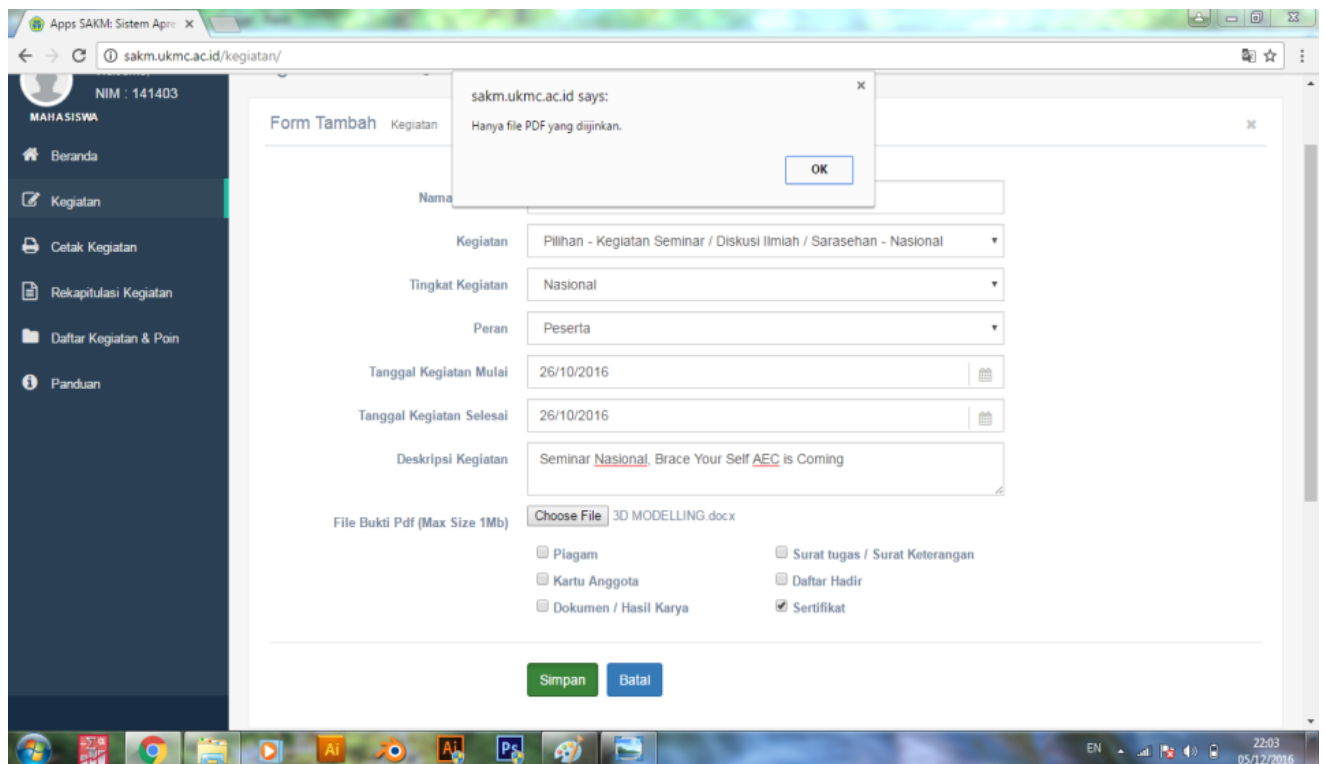 Apps SAKM: Sistem Apre
sakm.ukmc.ac.id/kegiatan/
NIM : 141403
MAHASISWA
Beranda
Kegiatan
Cetak Kegiatan
Rekapitulasi Kegiatan
Daftar Kegiatan & Poin
Panduan
sakm.ukmc.ac.id says:
Hanya file PDF yang diijinkan.
OK
Form Tambah Kegiatan
Nama
Kegiatan Pilihan - Kegiatan Seminar / Diskusi Ilmiah / Sarasehan - Nasional
Tingkat Kegiatan Nasional
Peran Peserta
Tanggal Kegiatan Mulai 26/10/2016
Tanggal Kegiatan Selesai 26/10/2016
Deskripsi Kegiatan Seminar Nasional, Brace Your Self AEC is Coming
File Bukti Pdf (Max Size 1Mb) Choose File 3D MODELLING.docx
Piagam Surat tugas / Surat Keterangan
Kartu Anggota Daftar Hadir
Dokumen / Hasil Karya Sertifikat
Simpan Batal
Ai Ai Ps EN 22:03
05/12/2016